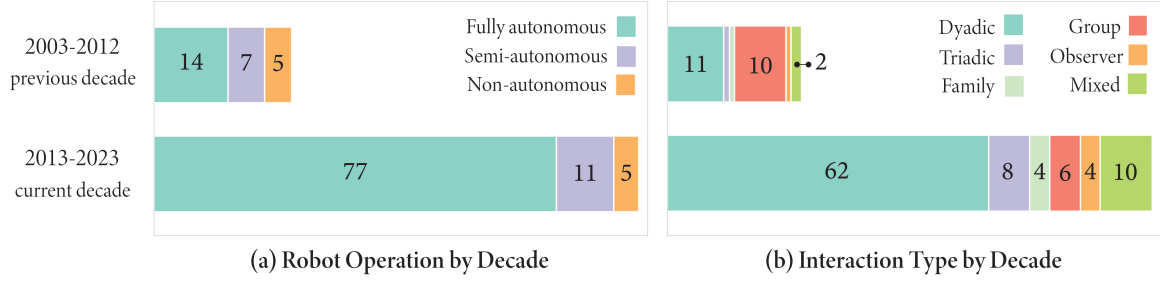 2003-2012
previous decade
14
7
5
Fully autonomous
Semi-autonomous
Non-autonomous
2013-2023
current decade
77
11
5
(a) Robot Operation by Decade
11
10
2
Dyadic
Triadic
Family
Group
Observer
Mixed
62
8
4
6
4
10
(b) Interaction Type by Decade